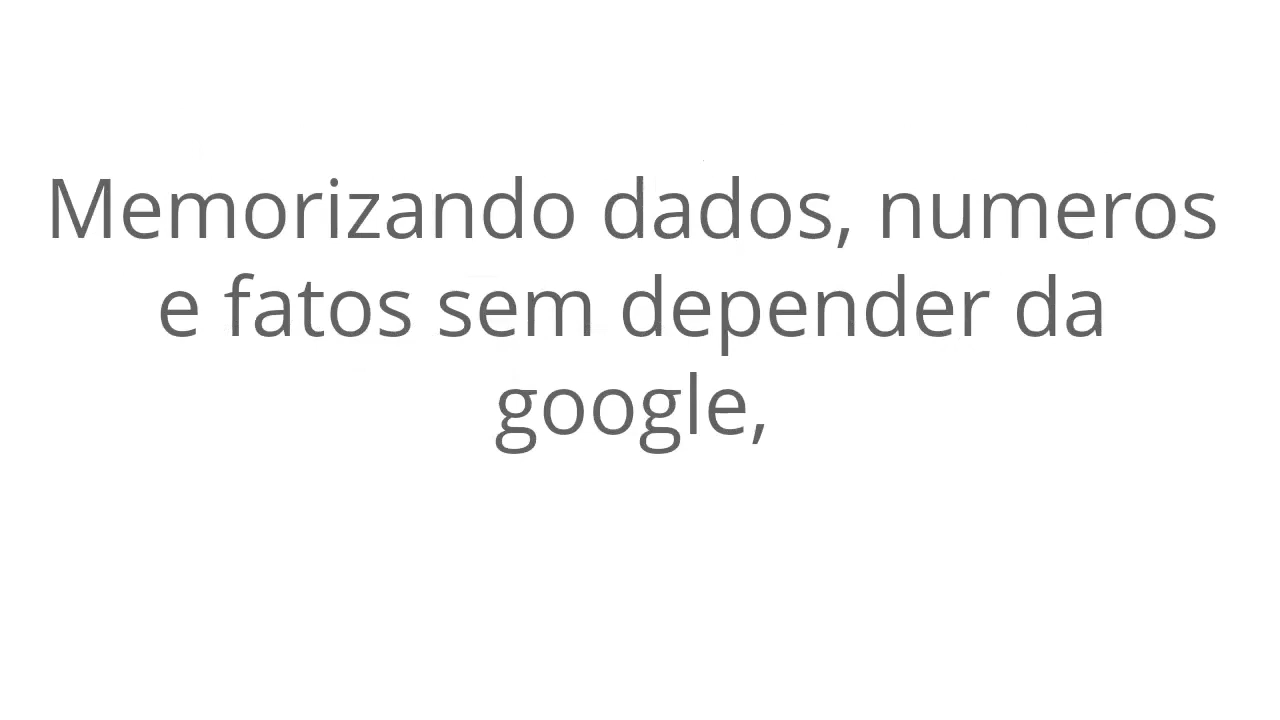 Memorizando dados, numeros
e fatos sem depender da
google,